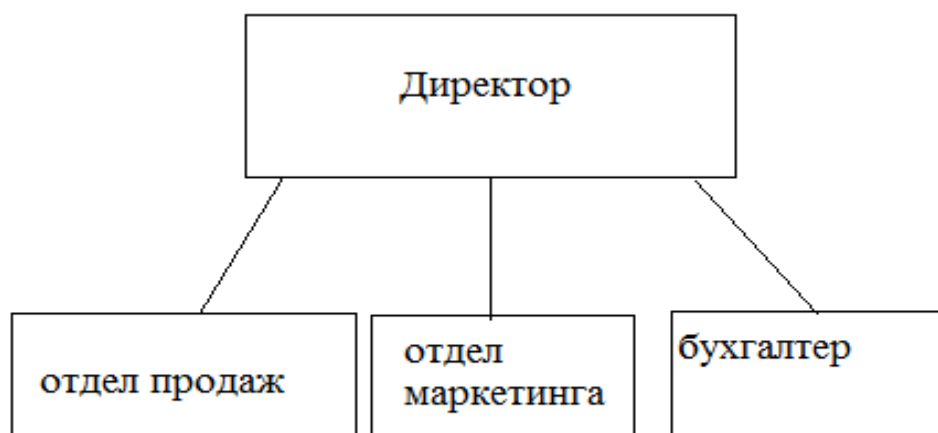 Директор
отдел продаж
отдел
маркетинга
бухгалтер